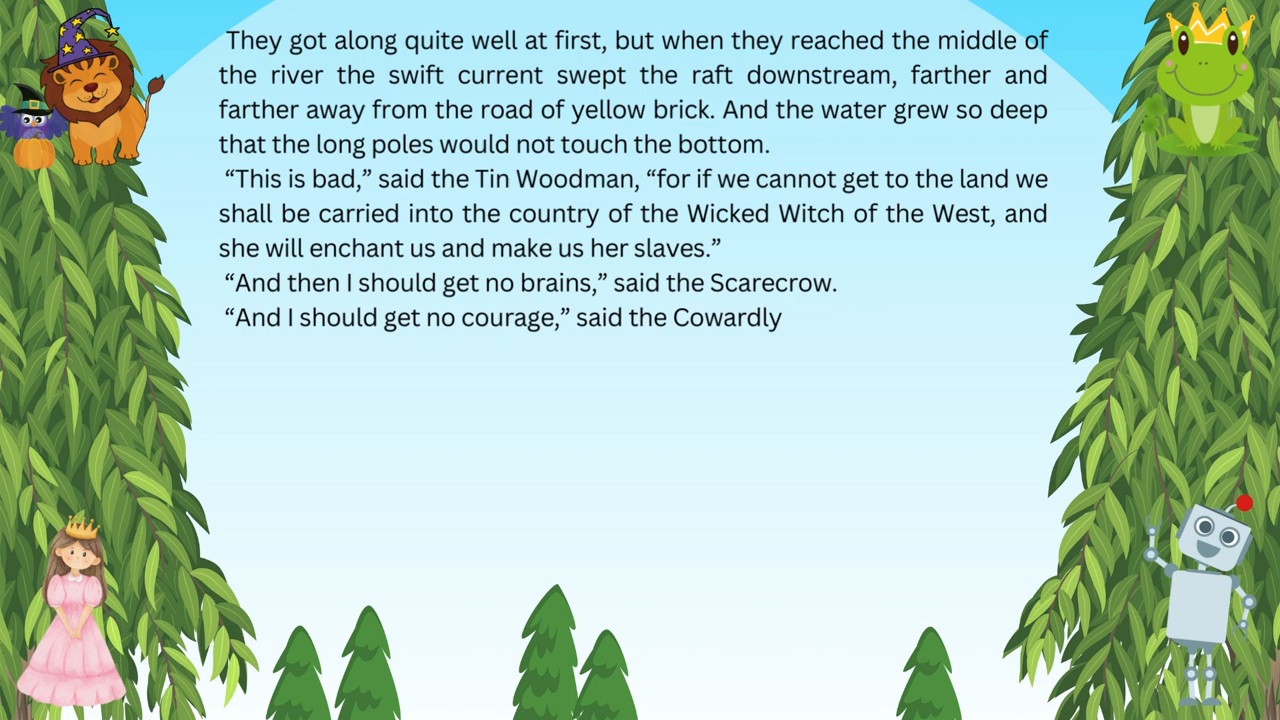 They got along quite well at first, but when they reached the middle of
the river the swift current swept the raft downstream, farther and
farther away from the road of yellow brick. And the water grew so deep
that the long poles would not touch the bottom.
“This is bad,” said the Tin Woodman, “for if we cannot get to the land we
shall be carried into the country of the Wicked Witch of the West, and
she will enchant us and make us her slaves.”
“And then I should get no brains,” said the Scarecrow.
“And I should get no courage,” said the Cowardly